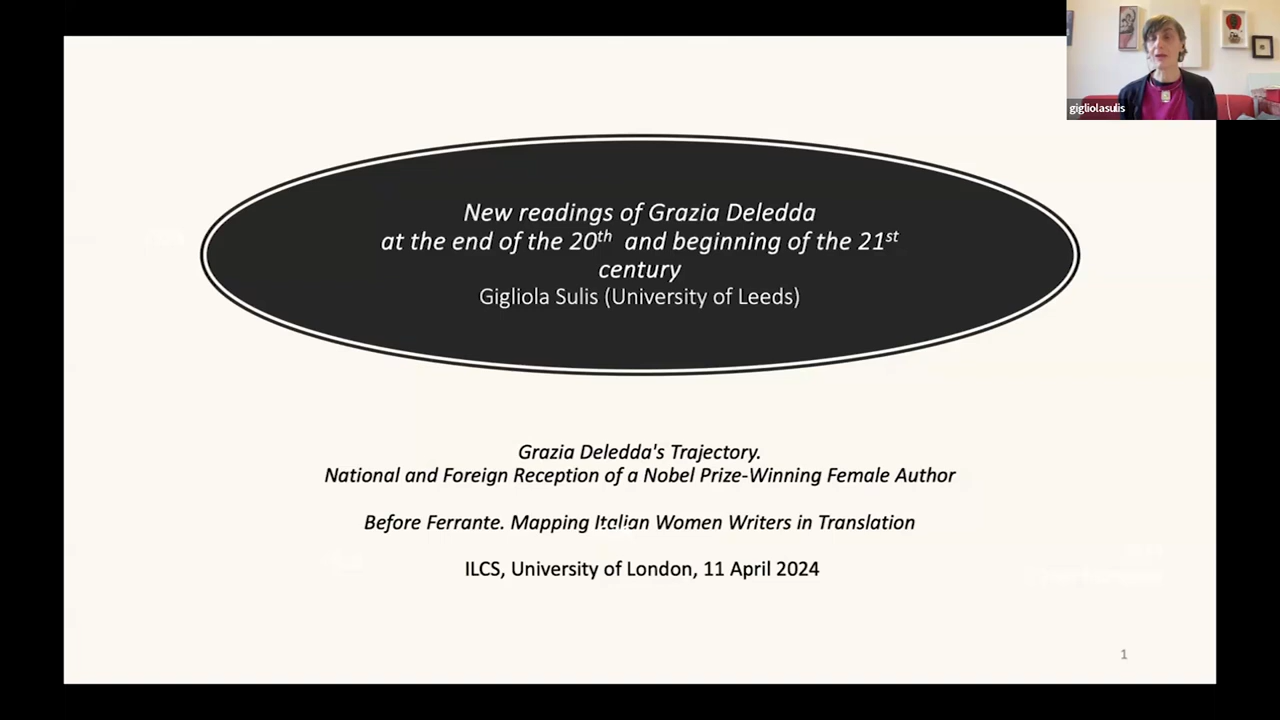 gigliolasulis
New readings of Grazia Deledda
at the end of the 20th and beginning of the 21st
century
Gigliola Sulis (University of Leeds)
Grazia Deledda's Trajectory.
National and Foreign Reception of a Nobel Prize-Winning Female Author
Before Ferrante. Mapping Italian Women Writers in Translation
ILCS, University of London, 11 April 2024
1